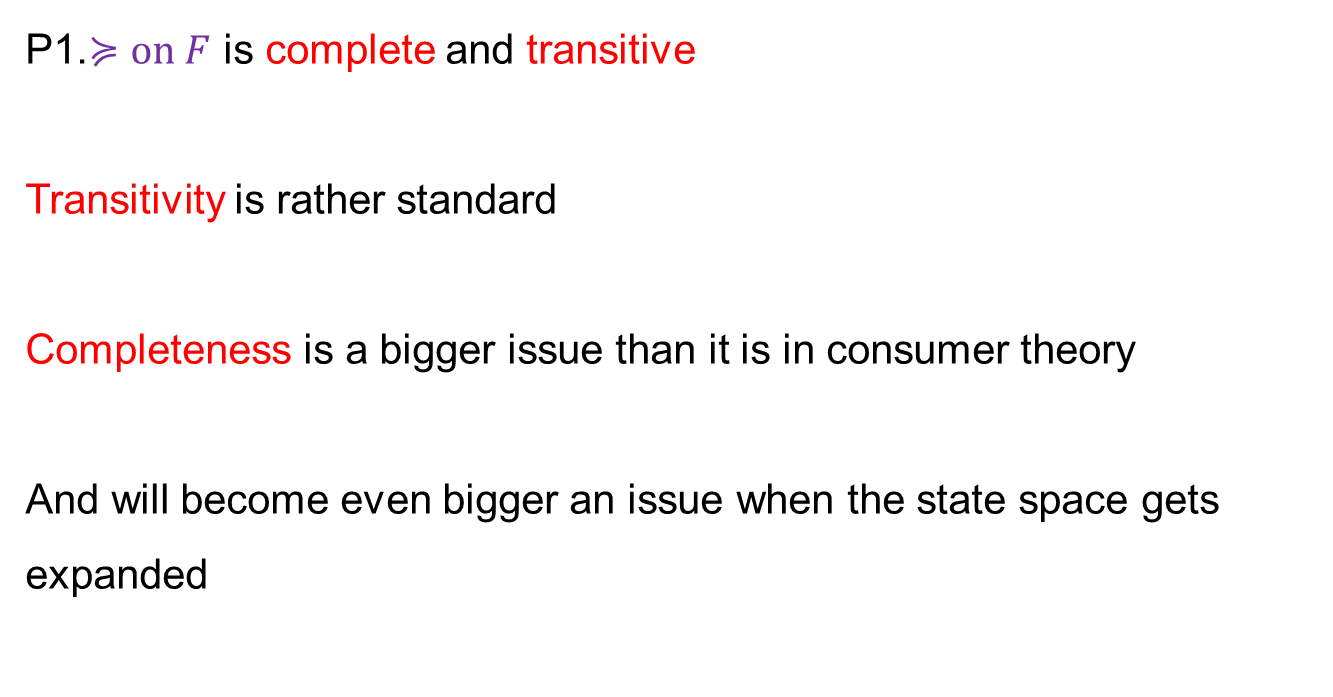 P1.≽ on F is complete and transitive
Transitivity is rather standard
Completeness is a bigger issue than it is in consumer theory
And will become even bigger an issue when the state space gets
expanded